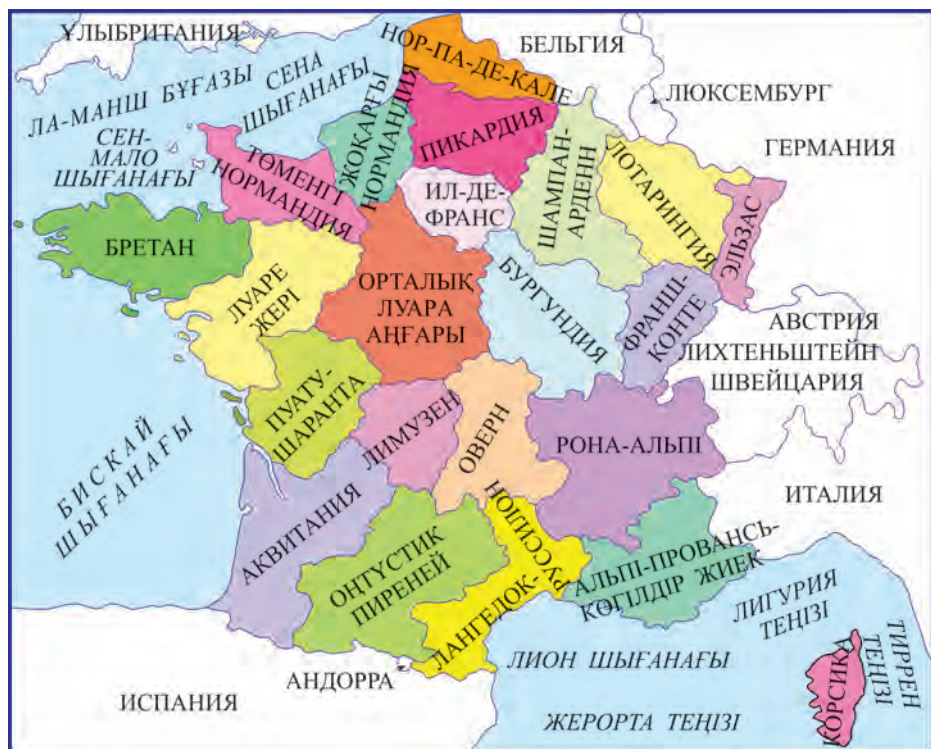 ҰЛЫБРИТАНИЯ
ЛА-МАНШ БҰҒАЗЫ
СЕНА
ШЫҒАНАҒЫ
СЕН-
МАЛО
ШЫҒАНАҒЫ
НОР-ПА-ДЕ-КАЛЕ
БЕЛЬГИЯ
ЛЮКСЕМБУРГ
ГЕРМАНИЯ
ЖОҚАРҒЫ
НОРМАНДИЯ
ПИКАРДИЯ
ТӨМЕНГІ
НОРМАНДИЯ
ИЛ-ДЕ-
ФРАНС
ШАМПАН-
АРДЕНН
ЛОТАРИНГИЯ
ЭЛЬЗАС
БРЕТАН
ЛУАРЕ
ЖЕРІ
ОРТАЛЫҚ
ЛУАРА
АҢҒАРЫ
БУРГУНДИЯ
ФРАНШ-
КОНТЕ
АВСТРИЯ
ЛИХТЕНЬШТЕЙН
ШВЕЙЦАРИЯ
ПУАТУ-
ШАРАНТА
ЛИМУЗЕН
ОВЕРН
РОНА-АЛЬПІ
БИСКАЙ
ШЫҒАНАҒЫ
АКВИТАНИЯ
ОҢТҮСТИК
ПИРЕНЕЙ
ЛАНГЕДОК-
РУССИЛОН
АЛЬПІ-ПРОВАНСЬ-
КӨГІЛДІР ЖИЕК
ИТАЛИЯ
ЛИГУРИЯ
ТЕҢІЗІ
ТИРРЕН
ТЕҢІЗІ
КОРСИКА
ЛИОН ШЫҒАНАҒЫ
АНДОРРА
ИСПАНИЯ
ЖЕРОРТА ТЕҢІЗІ